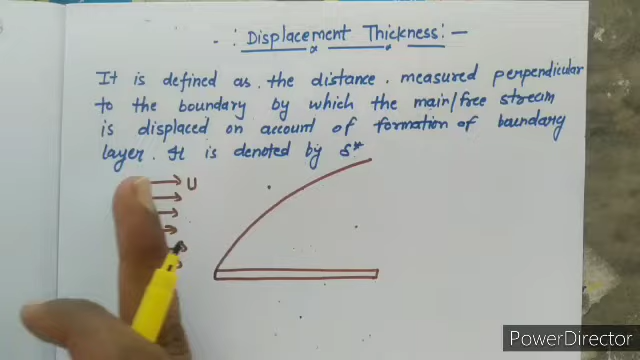 : Displacement Thickness:-
It is defined as the distance. measured perpendicular
to the boundary by which the main/free stream
is displaced on account of formation of boundary
layer. It is denoted by δ*
U
PowerDirector